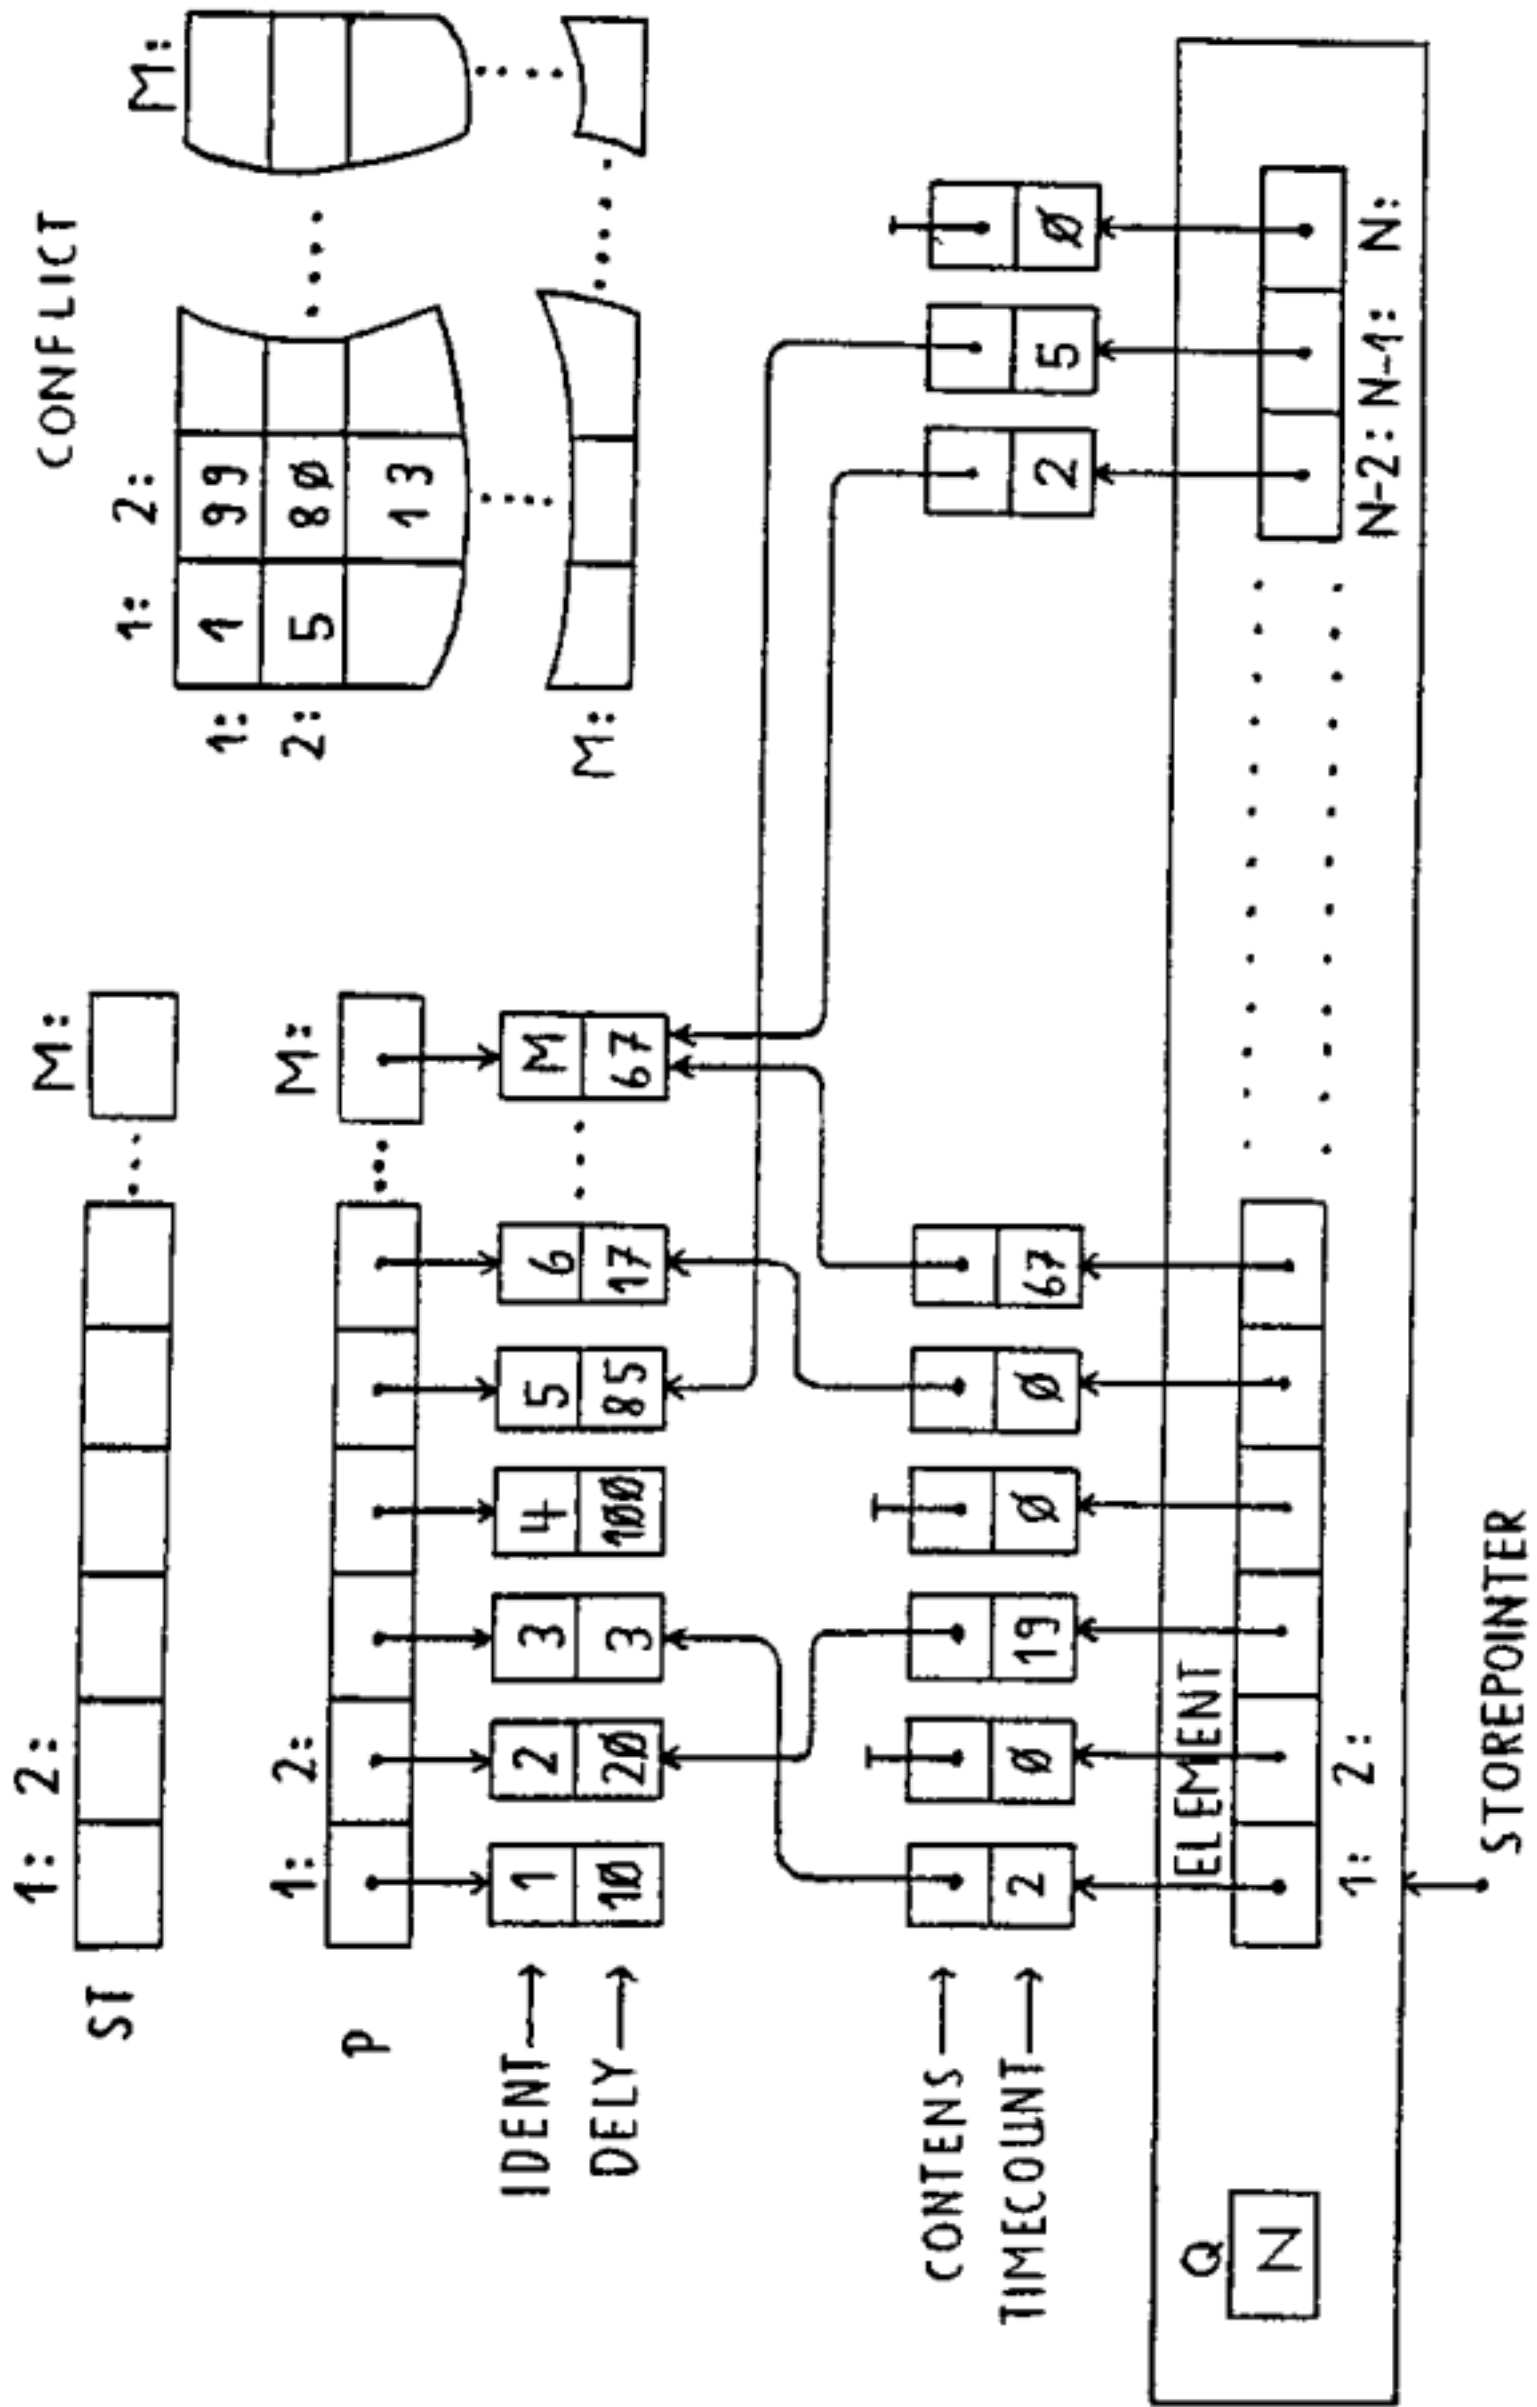 CONFLICT
1: 2: M:
1: 1 99
2: 5 80
13
M:
ST 1: 2: M:
P 1: 2: M:
IDENT 1 2 3 4 5 6 M
DELY 10 20 3 100 85 17 67
CONTENS
TIMECOUNT 2 0 19 0 0 67 2 5 0
Q ELEMENT
N
1: 2: N-2: N-1: N:
STOREPOINTER